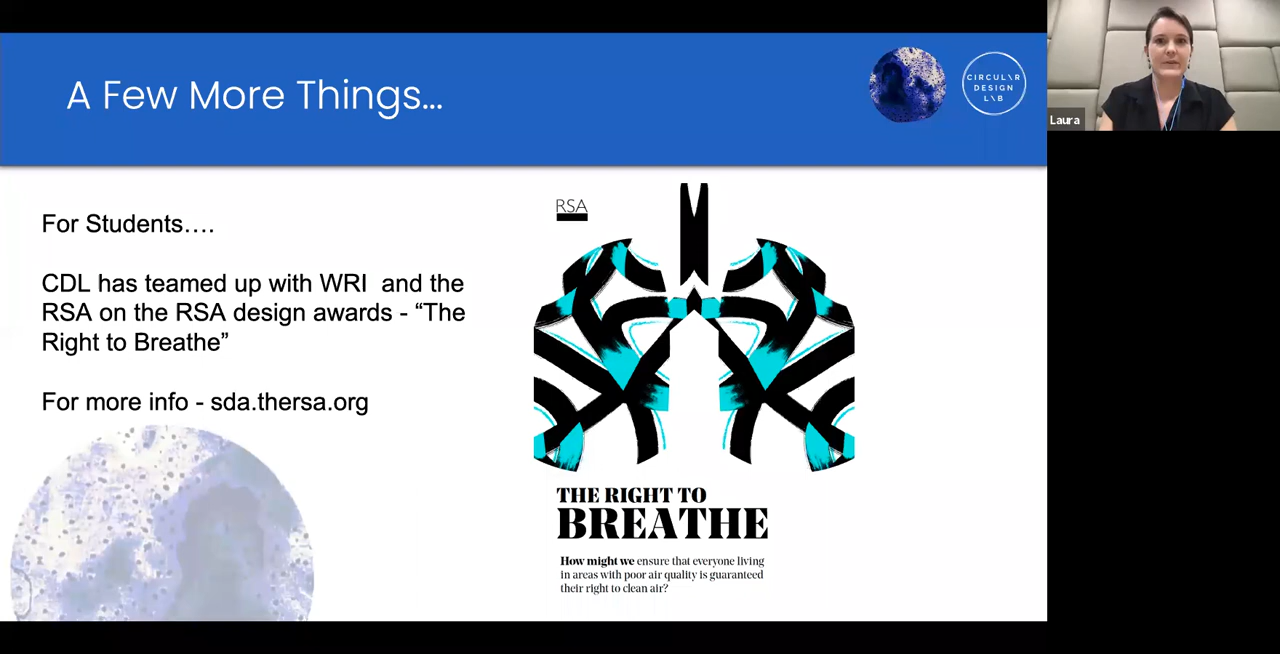 A Few More Things...
CIRCUL\R
DESIGN
L\B
Laura
For Students….
CDL has teamed up with WRI  and the
RSA on the RSA design awards - “The
Right to Breathe”
For more info - sda.thersa.org
RSA
THE RIGHT TO
BREATHE
How might we ensure that everyone living
in areas with poor air quality is guaranteed
their right to clean air?